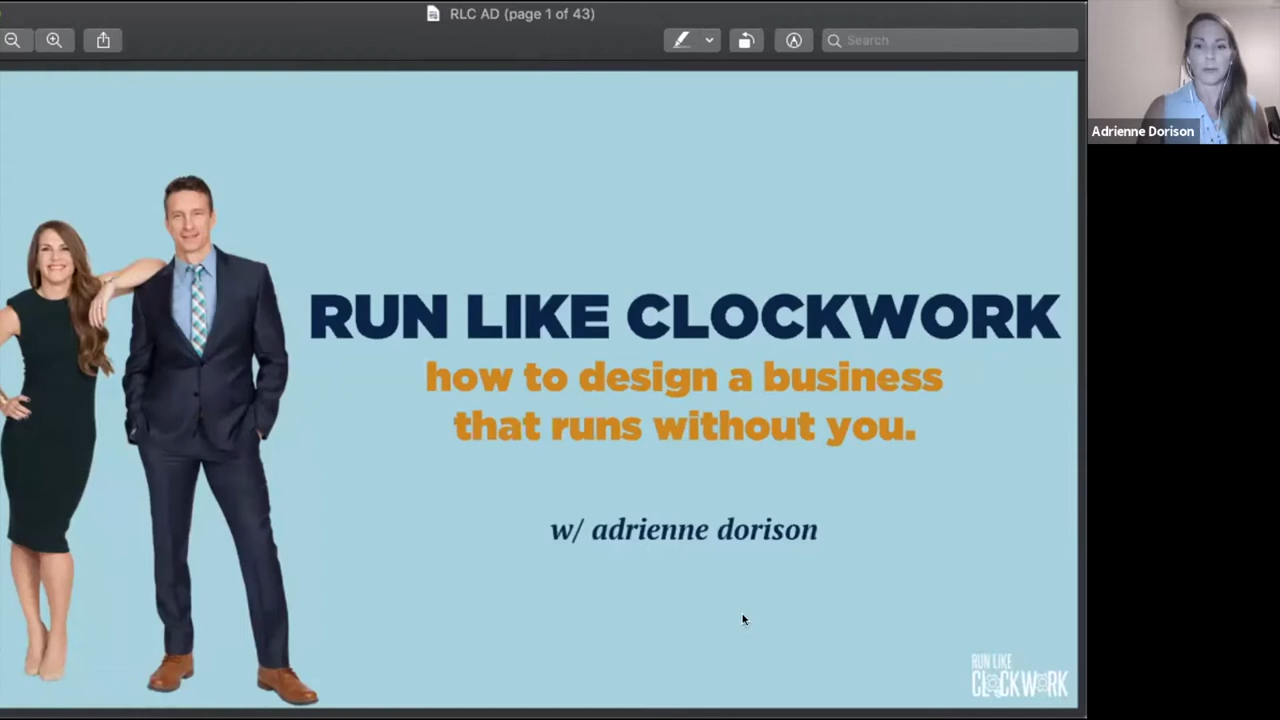 RLC AD (page 1 of 43)
Search
Adrienne Dorison
RUN LIKE CLOCKWORK
how to design a business
that runs without you.
w/ adrienne dorison
RUN LIKE
CLOCKWORK